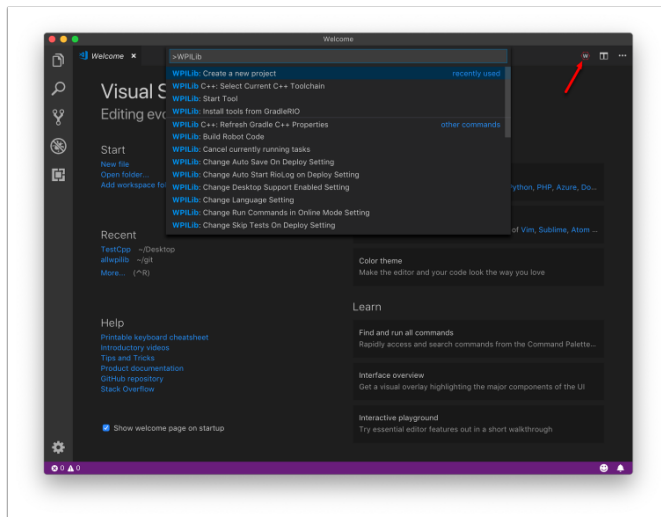 Welcome
Welcome ×
>WPILib
W
WPILib: Create a new project recently used
WPILib C++: Select Current C++ Toolchain
WPILib: Start Tool
WPILib: Install tools from GradleRIO
WPILib C++: Refresh Gradle C++ Properties other commands
WPILib: Build Robot Code
WPILib: Cancel currently running tasks
WPILib: Change Auto Save On Deploy Setting
WPILib: Change Auto Start RioLog on Deploy Setting
WPILib: Change Desktop Support Enabled Setting
WPILib: Change Language Setting
WPILib: Change Run Commands in Online Mode Setting
WPILib: Change Skip Tests On Deploy Setting
Visual S
Editing evo
Start
New file
Open folder...
Add workspace fo
Recent
TestCpp ~/Desktop
allwpilib ~/git
More... (^R)
Help
Printable keyboard cheatsheet
Introductory videos
Tips and Tricks
Product documentation
GitHub repository
Stack Overflow
Show welcome page on startup
Python, PHP, Azure, Do...
of Vim, Sublime, Atom ...
Color theme
Make the editor and your code look the way you love
Learn
Find and run all commands
Rapidly access and search commands from the Command Palette...
Interface overview
Get a visual overlay highlighting the major components of the UI
Interactive playground
Try essential editor features out in a short walkthrough
0 0